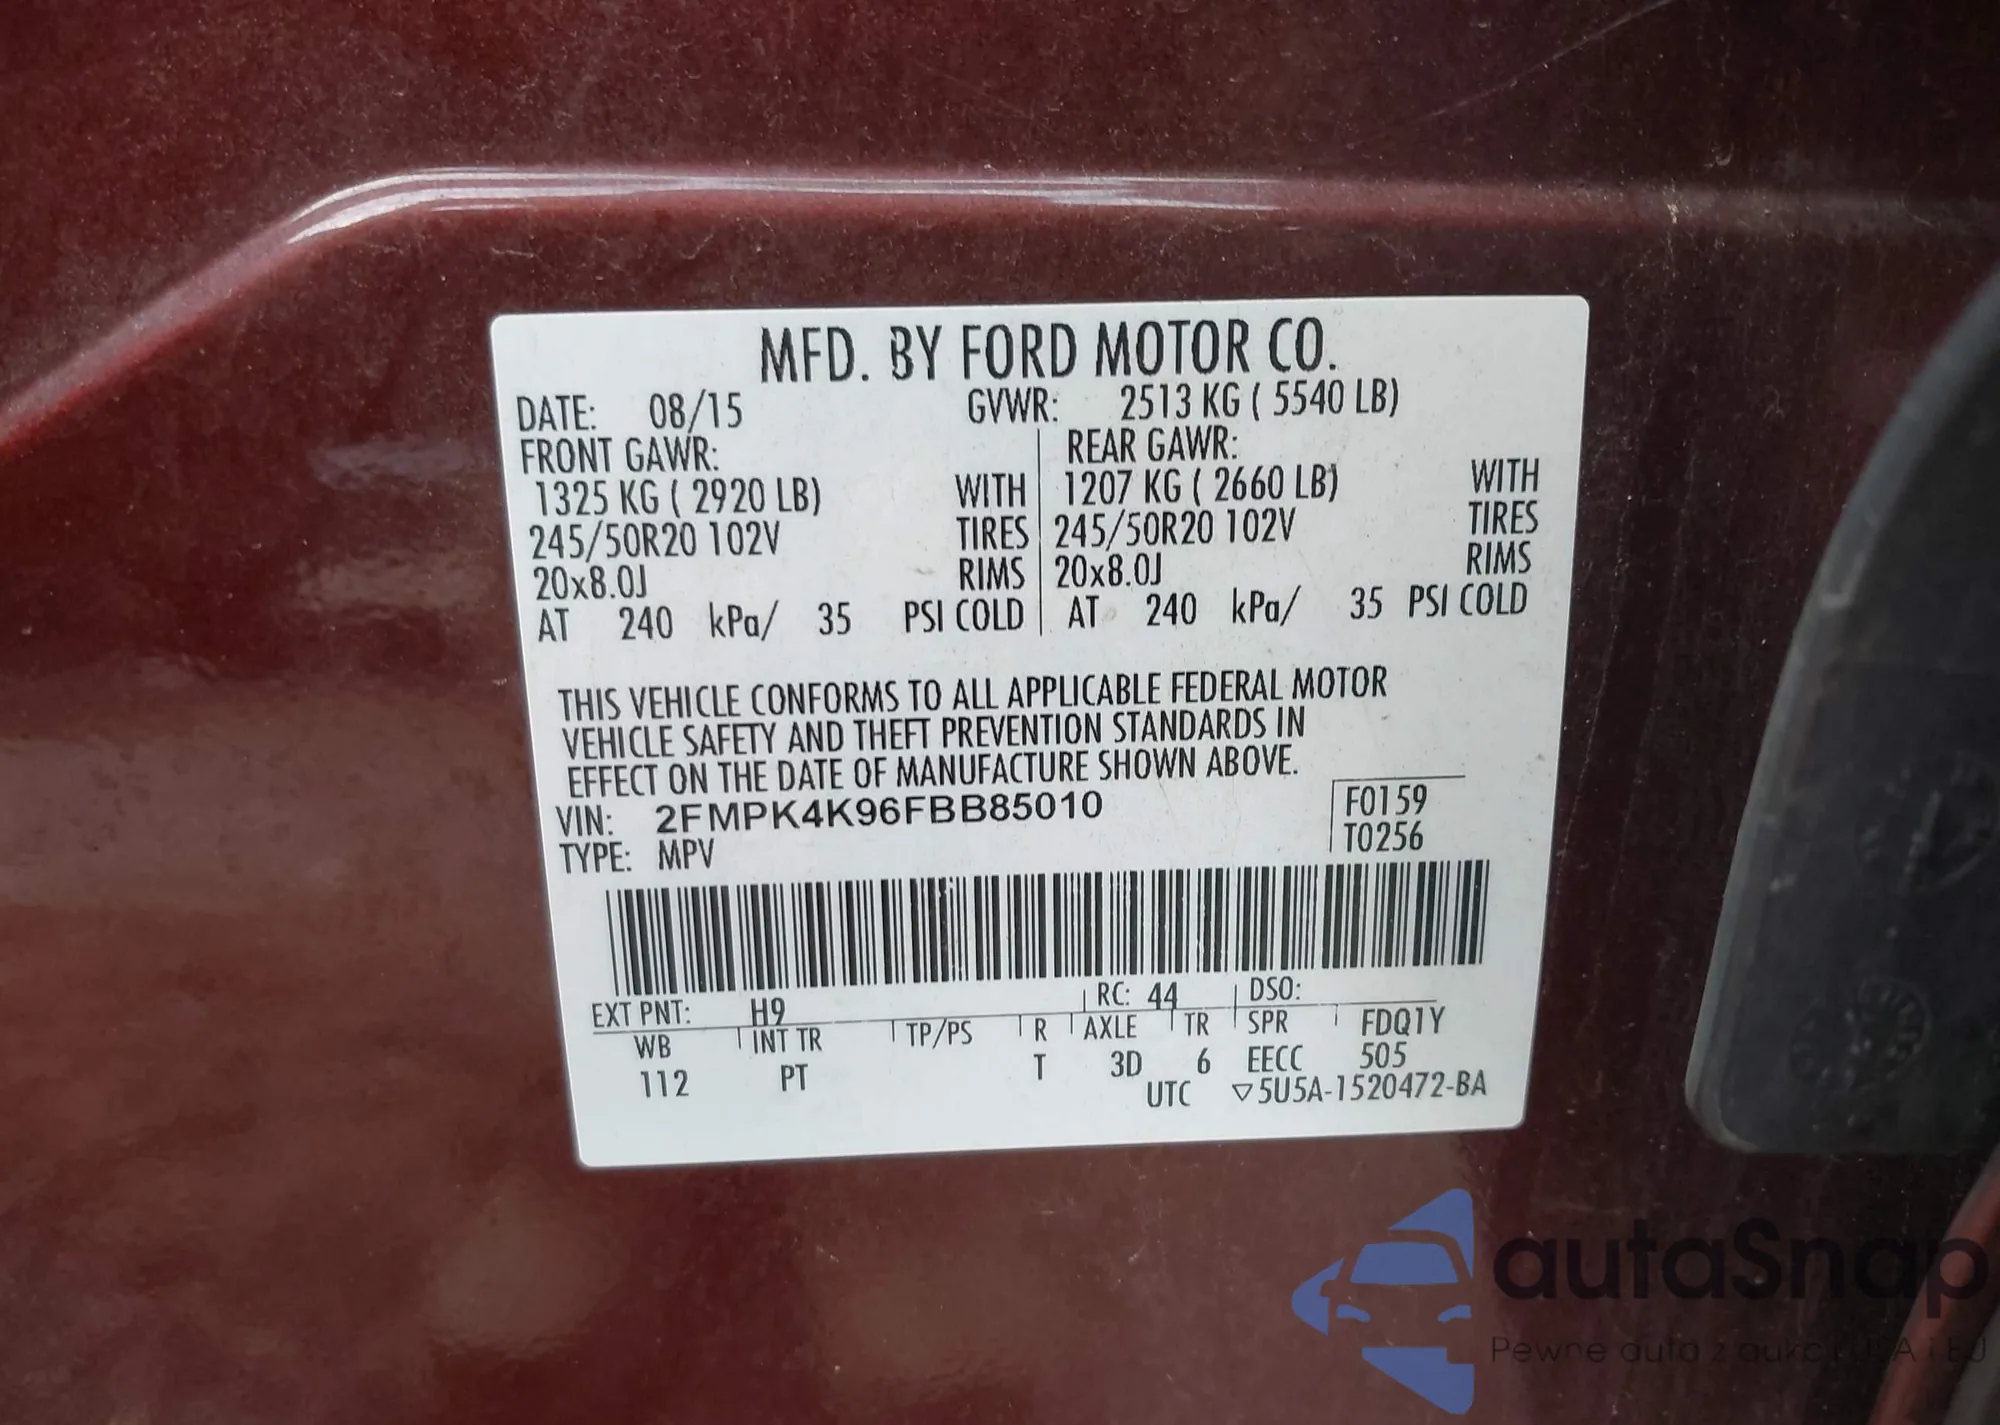 MFD. BY FORD MOTOR CO.
DATE: 08/15 GVWR: 2513 KG ( 5540 LB)
FRONT GAWR: REAR GAWR:
1325 KG ( 2920 LB) WITH 1207 KG ( 2660 LB) WITH
245/50R20 102V TIRES 245/50R20 102V TIRES
20x8.0J RIMS 20x8.0J RIMS
AT 240 kPa/ 35 PSI COLD AT 240 kPa/ 35 PSI COLD
THIS VEHICLE CONFORMS TO ALL APPLICABLE FEDERAL MOTOR
VEHICLE SAFETY AND THEFT PREVENTION STANDARDS IN
EFFECT ON THE DATE OF MANUFACTURE SHOWN ABOVE.
VIN: 2FMPK4K96FBB85010 F0159
TYPE: MPV T0256
EXT PNT: H9 RC: 44 DSO:
WB INT TR TP/PS R AXLE TR SPR FDQ1Y
112 PT T 3D 6 EECC 505
UTC ▽5U5A-1520472-BA
autaSnap
Pewne auta z aukcji USA i EU